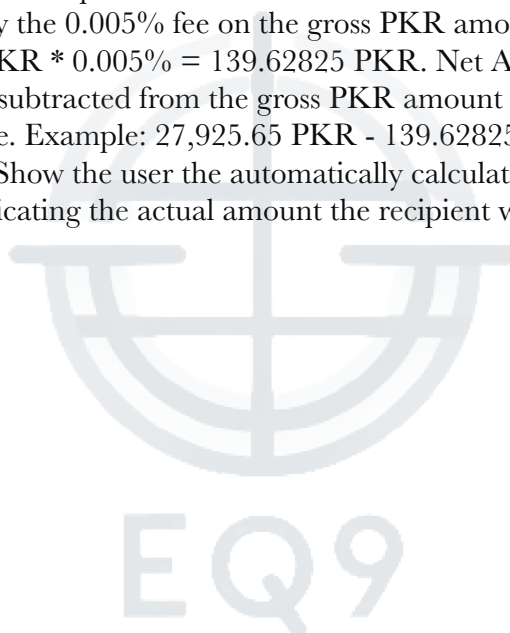 y the 0.005% fee on the gross PKR amo
KR * 0.005% = 139.62825 PKR. Net A
subtracted from the gross PKR amount
e. Example: 27,925.65 PKR - 139.62825
Show the user the automatically calculat
icating the actual amount the recipient w
EQ9